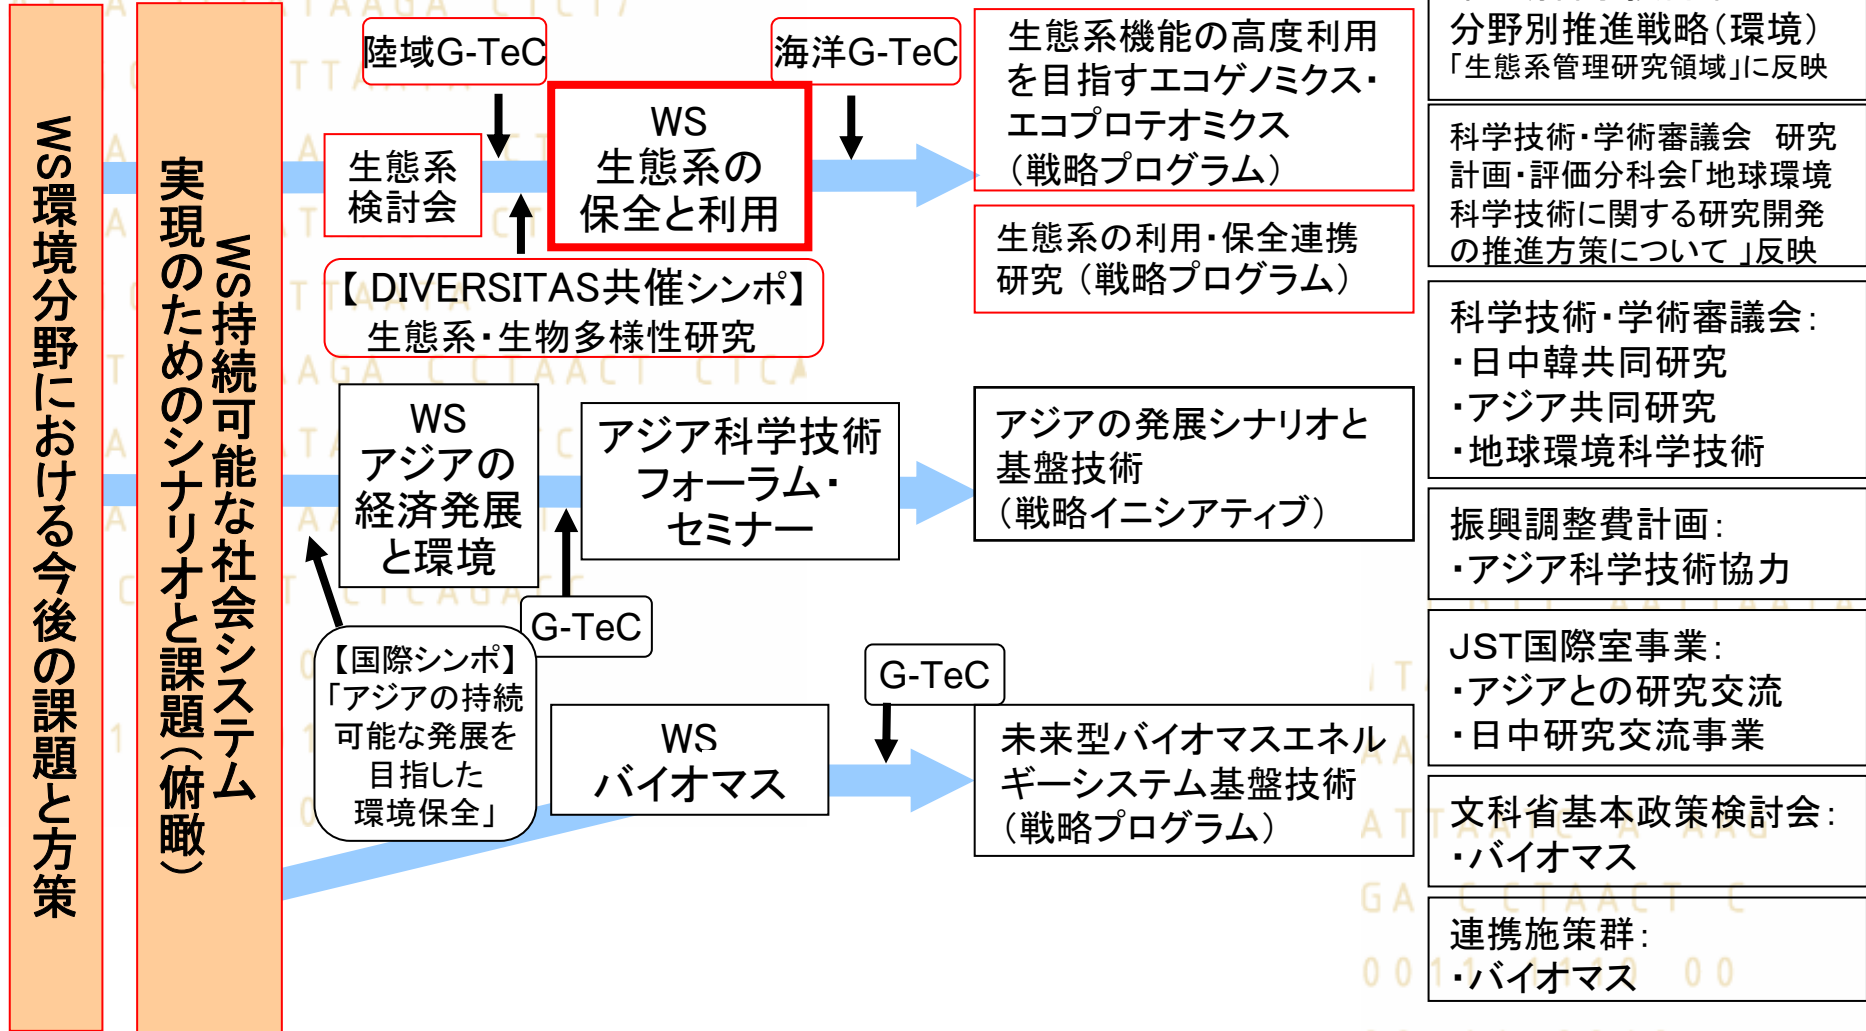 WS環境分野における今後の課題と方策
WS持続可能な社会システム
実現のためのシナリオと課題（俯瞰）
陸域G-TeC
海洋G-TeC
生態系
検討会
WS
生態系の
保全と利用
【DIVERSITAS共催シンポ】
生態系・生物多様性研究
生態系機能の高度利用
を目指すエコゲノミクス・
エコプロテオミクス
（戦略プログラム）
生態系の利用・保全連携
研究（戦略プログラム）
WS
アジアの
経済発展
と環境
アジア科学技術
フォーラム・
セミナー
G-TeC
【国際シンポ】
「アジアの持続
可能な発展を
目指した
環境保全」
アジアの発展シナリオと
基盤技術
（戦略イニシアティブ）
WS
バイオマス
G-TeC
未来型バイオマスエネル
ギーシステム基盤技術
（戦略プログラム）
分野別推進戦略（環境）
「生態系管理研究領域」に反映
科学技術・学術審議会　研究
計画・評価分科会「地球環境
科学技術に関する研究開発
の推進方策について」反映
科学技術・学術審議会：
・日中韓共同研究
・アジア共同研究
・地球環境科学技術
振興調整費計画：
・アジア科学技術協力
JST国際室事業：
・アジアとの研究交流
・日中研究交流事業
文科省基本政策検討会：
・バイオマス
連携施策群：
・バイオマス